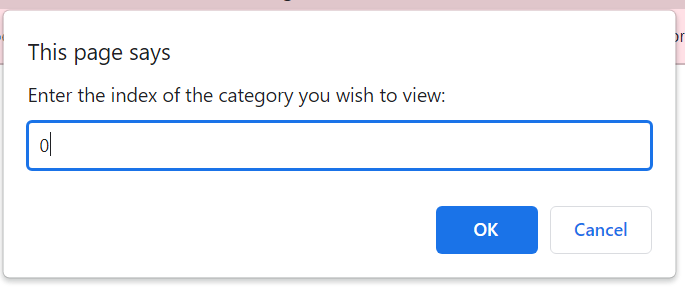 This page says
Enter the index of the category you wish to view:
0
OK
Cancel